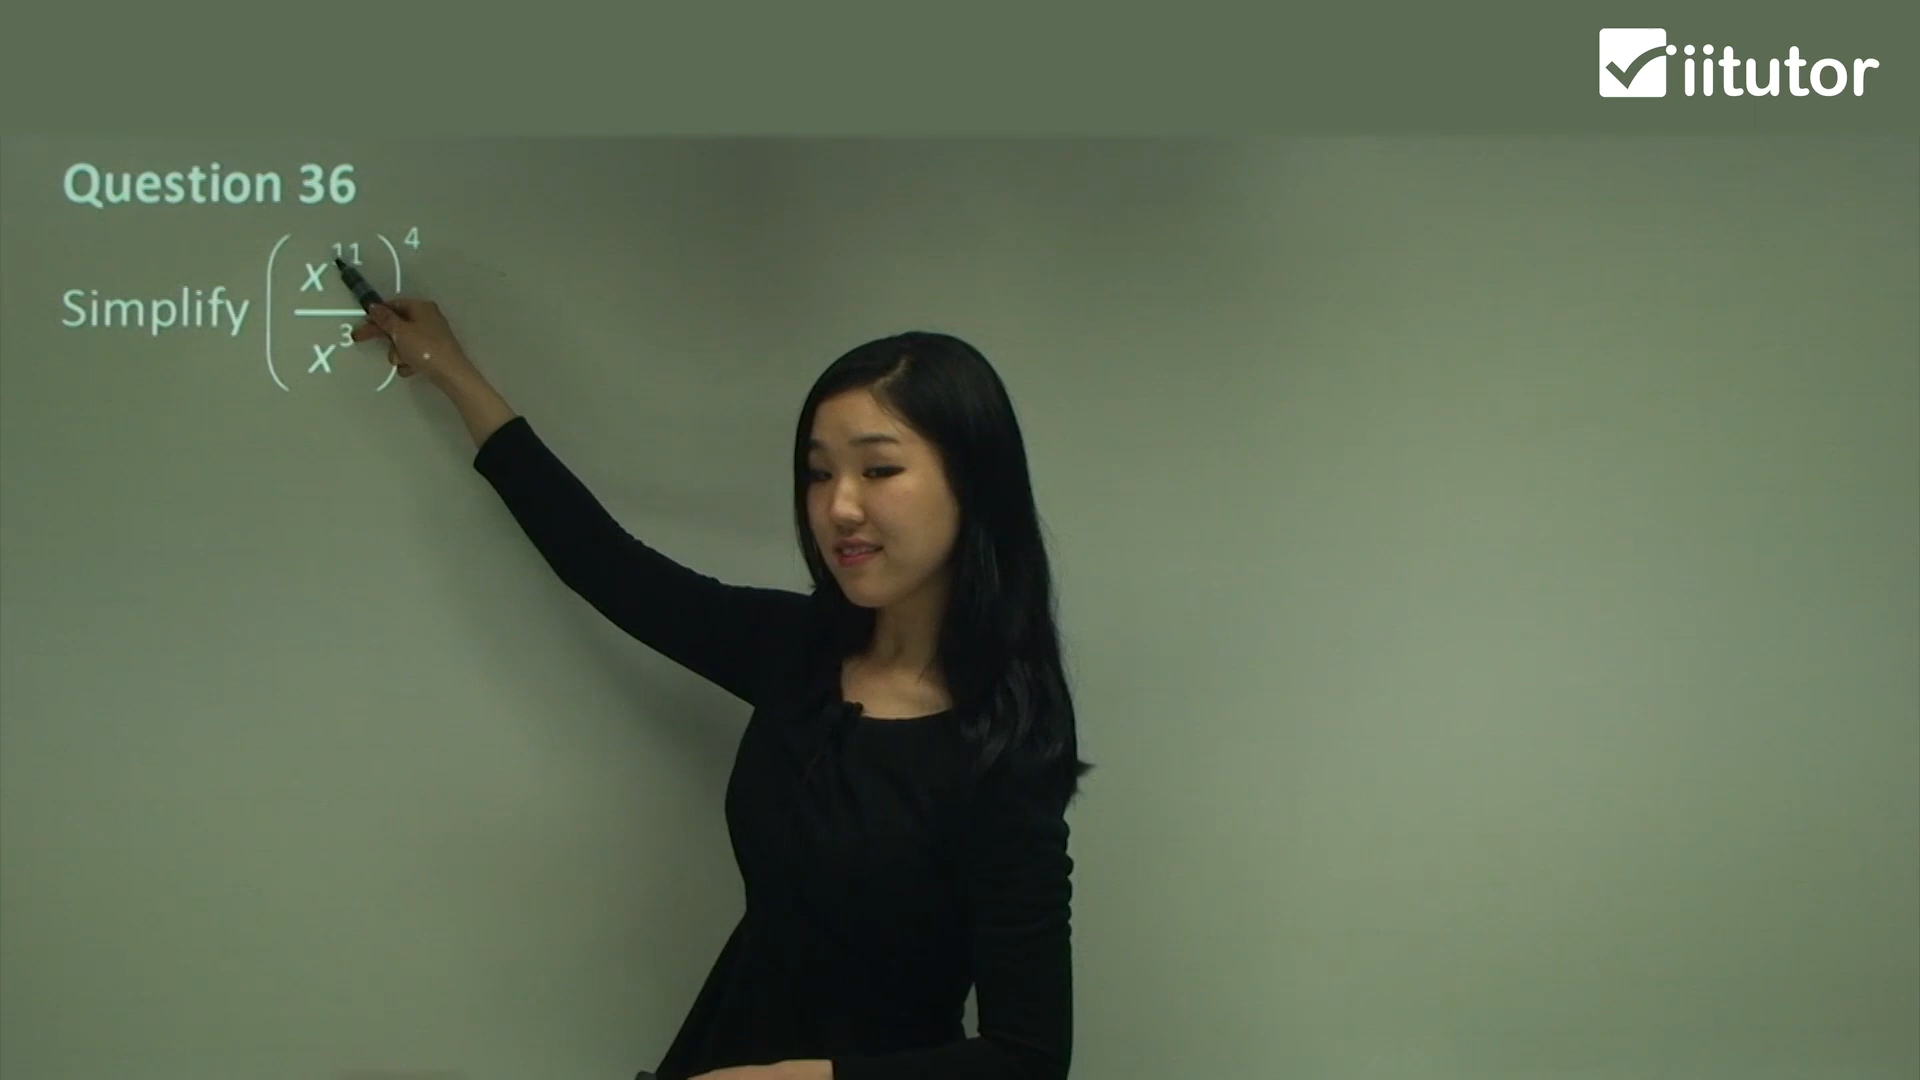 iitutor
Question 36
Simplify (x^11 / x^3)^4